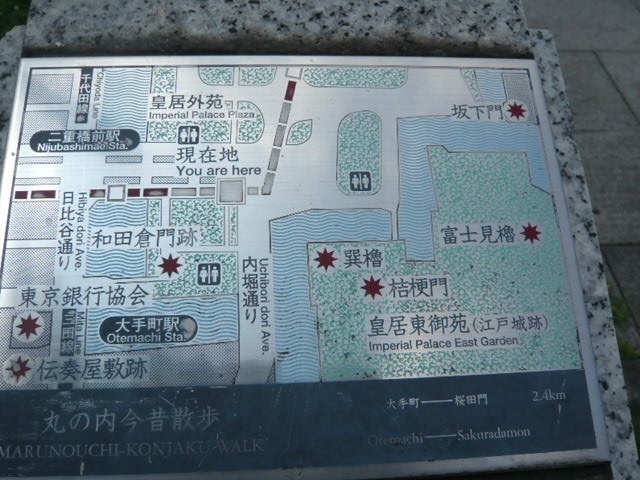 千代田線
Chiyoda Line
皇居外苑
Imperial Palace Plaza
坂下門
二重橋前駅
Nijubashimae Sta.
現在地
You are here
日比谷通り
Hibiya dori Ave.
和田倉門跡
内堀通り
Uchibori dori Ave.
富士見櫓
巽櫓
桔梗門
東京銀行協会
三田線
Mita Line
大手町駅
Otemachi Sta.
皇居東御苑(江戸城跡)
Imperial Palace East Garden
伝奏屋敷跡
丸の内今昔散歩
MARUNOUCHI-KONJAKU-WALK
大手町——桜田門 2.4km
Otemachi——Sakuradamon